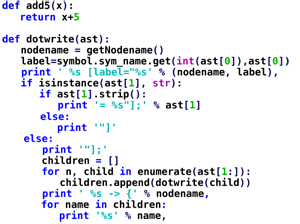 def add5(x):
    return x+5

def dotwrite(ast):
    nodename = getNodename()
    label=symbol.sym_name.get(int(ast[0]),ast[0])
    print ' %s [label="%s' % (nodename, label),
    if isinstance(ast[1], str):
        if ast[1].strip():
            print '= %s"];' % ast[1]
        else:
            print '"]'
    else:
        print '"];'
        children = []
        for n, child in enumerate(ast[1:]):
            children.append(dotwrite(child))
        print ' %s -> {' % nodename,
        for name in children:
            print '%s' % name,